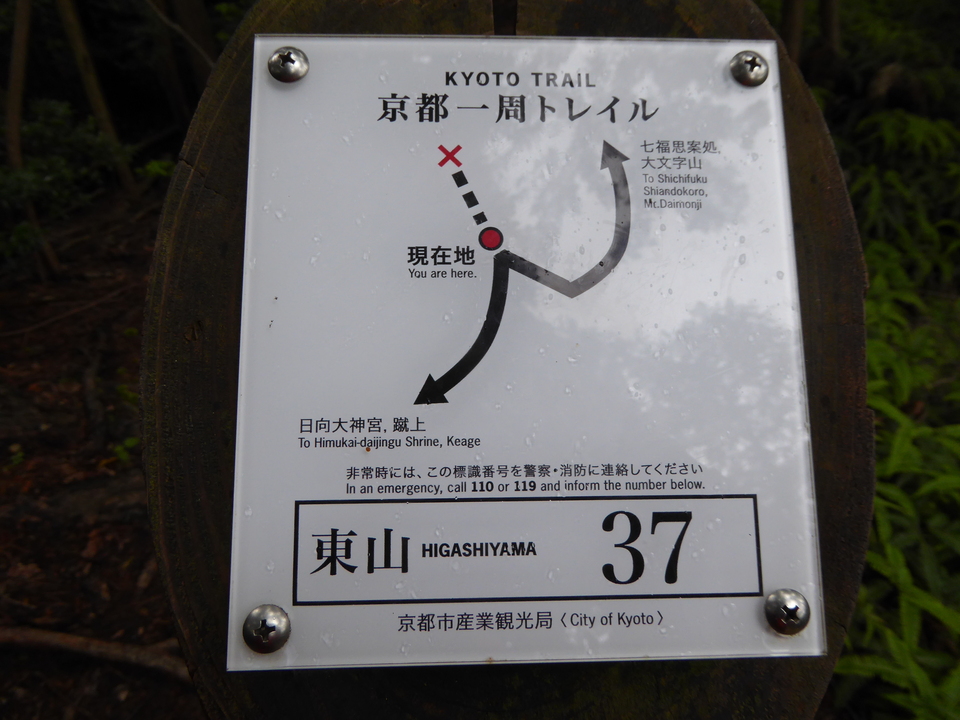 KYOTO TRAIL
京都一周トレイル
七福思案処,
大文字山
To Shichifuku
Shiandokoro,
Mt.Daimonji
現在地
You are here.
日向大神宮, 蹴上
To Himukai-daijingu Shrine, Keage
非常時には、この標識番号を警察・消防に連絡してください
In an emergency, call 110 or 119 and inform the number below.
東山 HIGASHIYAMA 37
京都市産業観光局〈City of Kyoto〉